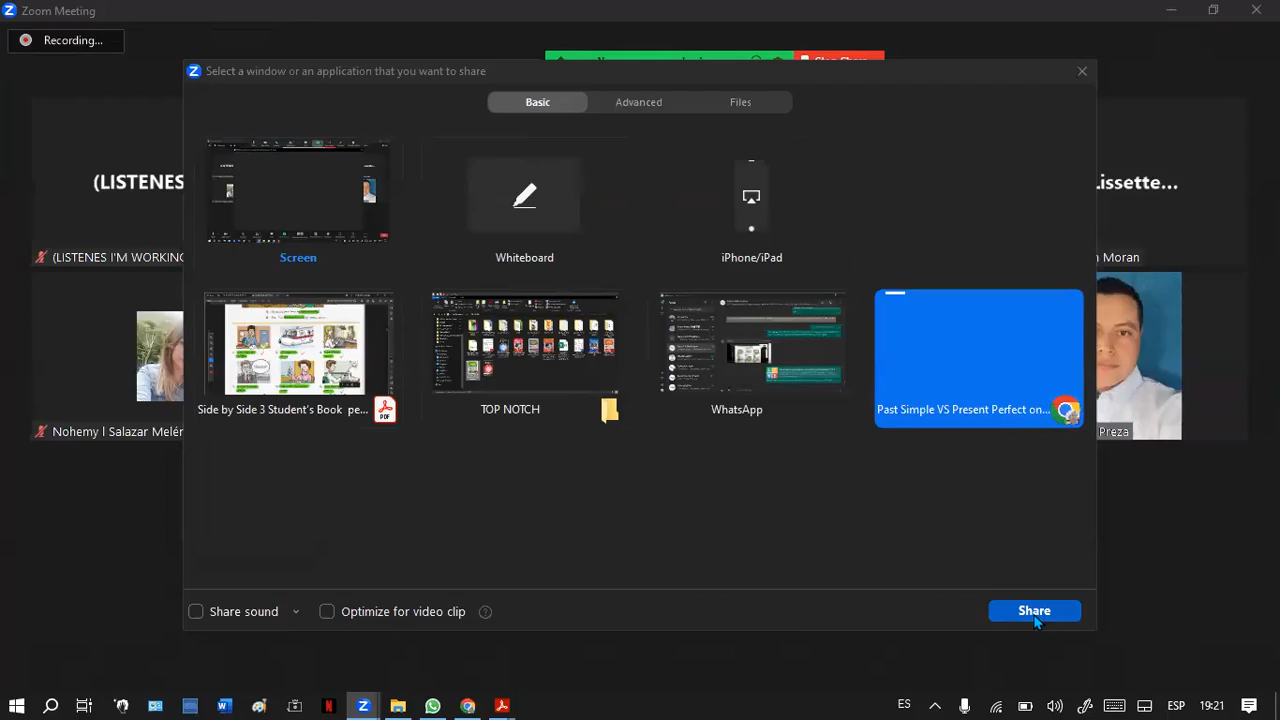 Zoom Meeting
Recording...
Select a window or an application that you want to share
Basic
Advanced
Files
(LISTENES
Lissette...
(LISTENES I'M WORKING
Screen
Whiteboard
iPhone/iPad
Moran
Side by Side 3 Student's Book pe...
PDF
TOP NOTCH
WhatsApp
Past Simple VS Present Perfect on...
Nohemy I Salazar Melér
Preza
Share sound
Optimize for video clip
Share
ES
ESP
19:21